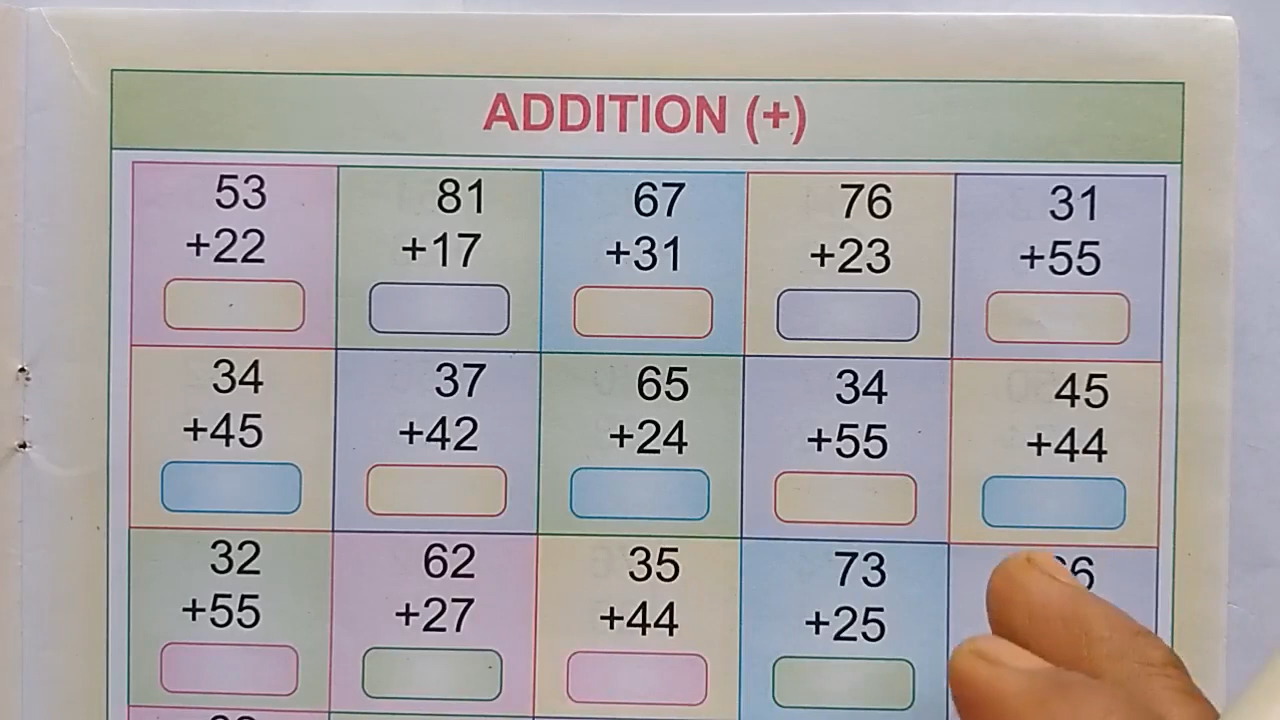 ADDITION (+)
53 81 67 76 31
+22 +17 +31 +23 +55
34 37 65 34 45
+45 +42 +24 +55 +44
32 62 35 73
+55 +27 +44 +25